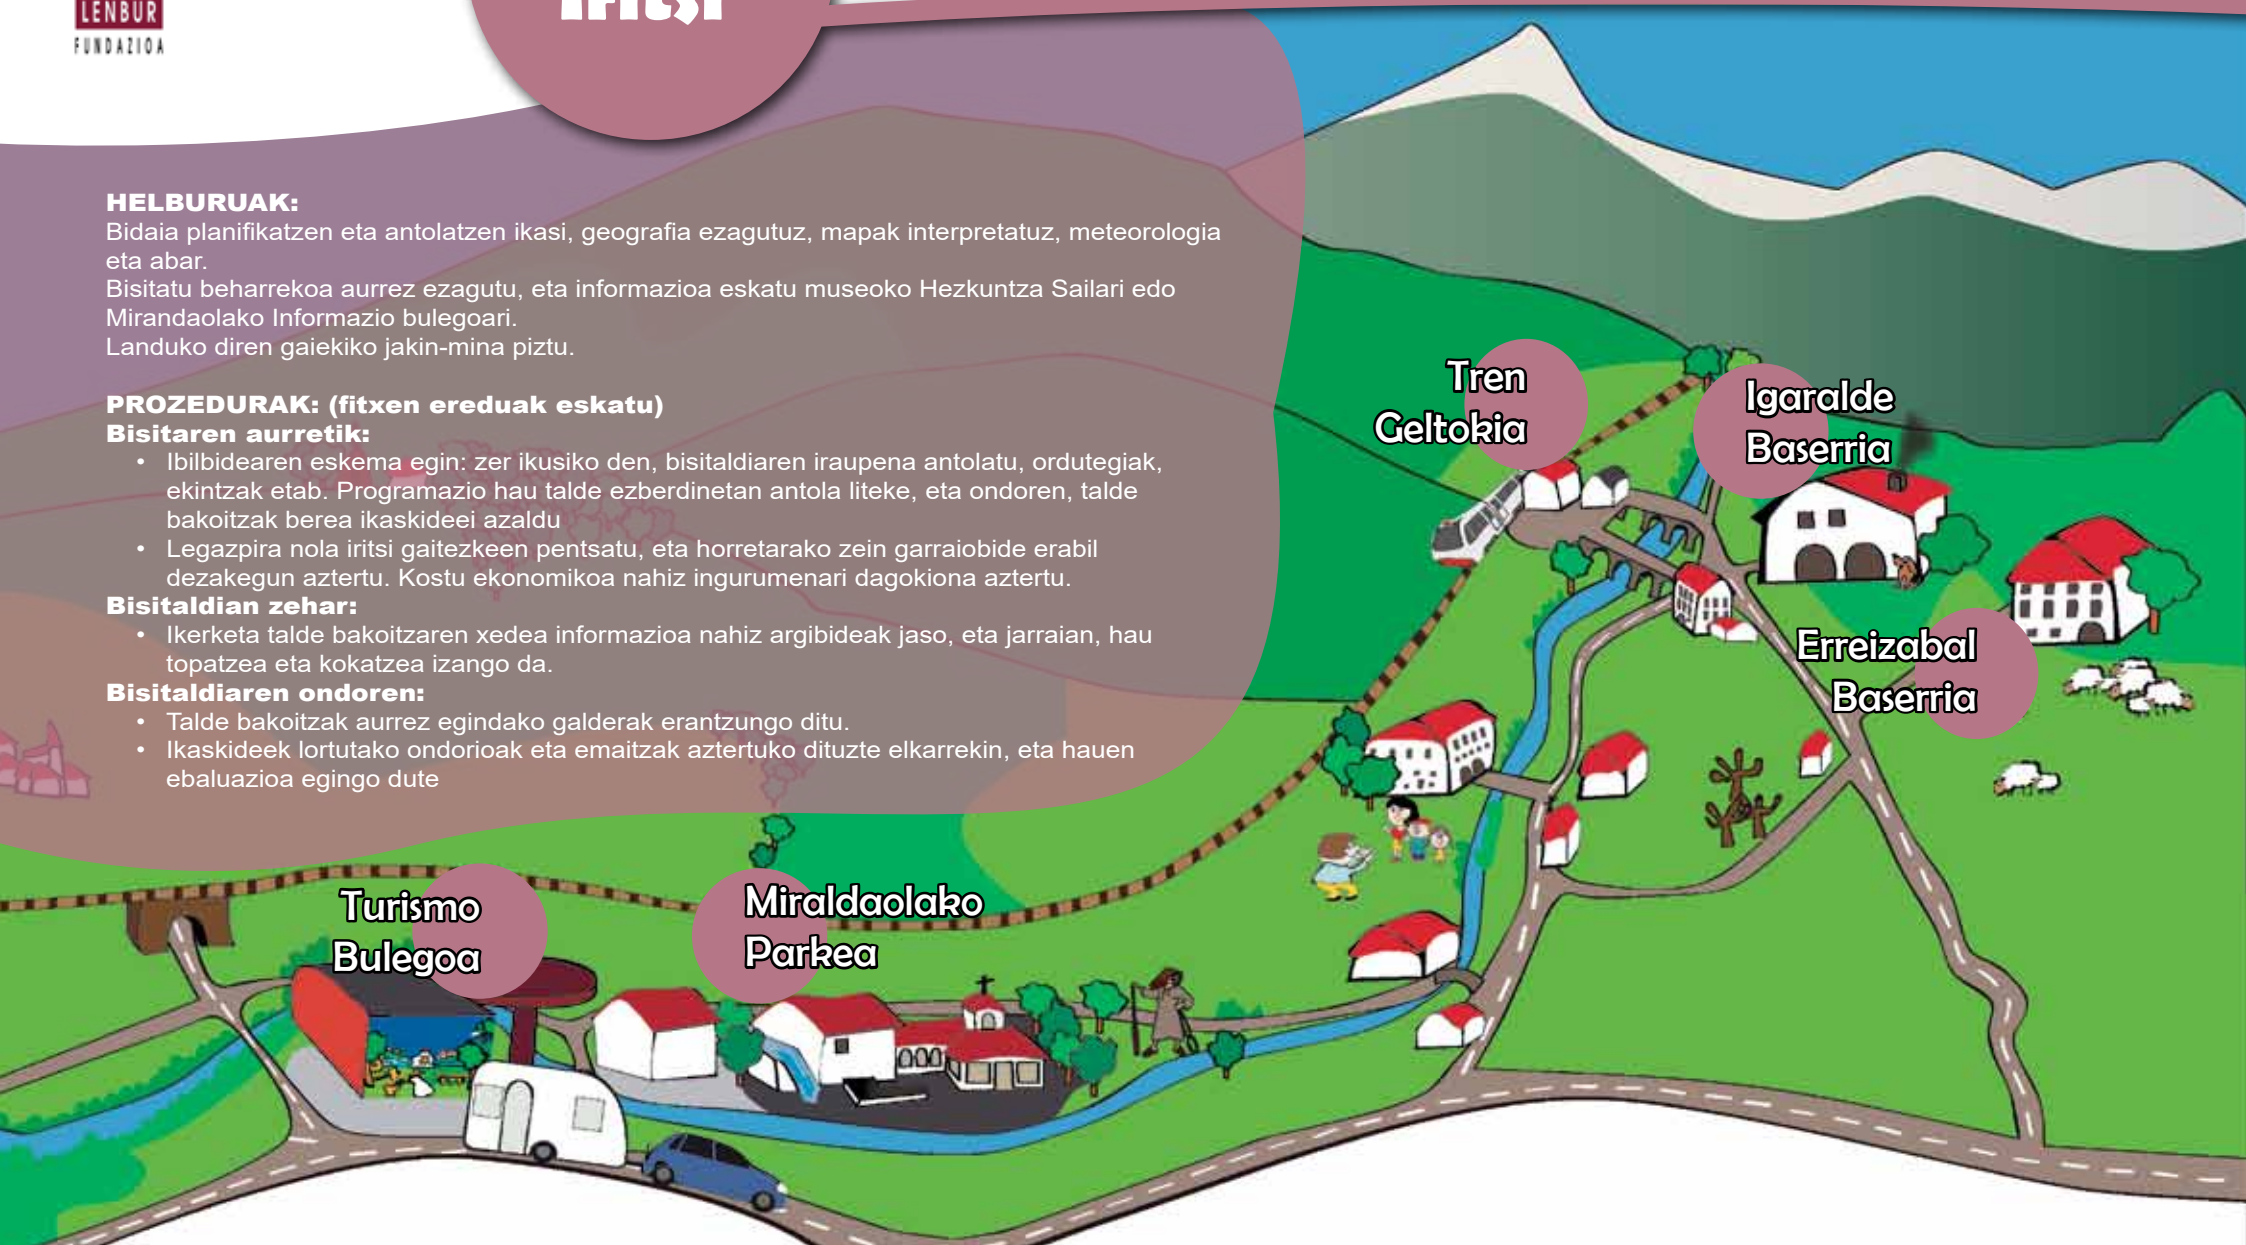 LENBUR
FUNDAZIOA
iritsi
HELBURUAK:
Bidaia planifikatzen eta antolatzen ikasi, geografia ezagutuz, mapak interpretatuz, meteorologia
eta abar.
Bisitatu beharrekoa aurrez ezagutu, eta informazioa eskatu museoko Hezkuntza Sailari edo
Mirandaolako Informazio bulegoari.
Landuko diren gaiekiko jakin-mina piztu.
PROZEDURAK: (fitxen ereduak eskatu)
Bisitaren aurretik:
• Ibilbidearen eskema egin: zer ikusiko den, bisitaldiaren iraupena antolatu, ordutegiak,
ekintzak etab. Programazio hau talde ezberdinetan antola liteke, eta ondoren, talde
bakoitzak berea ikaskideei azaldu
• Legazpira nola iritsi gaitezkeen pentsatu, eta horretarako zein garraiobide erabil
dezakegun aztertu. Kostu ekonomikoa nahiz ingurumenari dagokiona aztertu.
Bisitaldian zehar:
• Ikerketa talde bakoitzaren xedea informazioa nahiz argibideak jaso, eta jarraian, hau
topatzea eta kokatzea izango da.
Bisitaldiaren ondoren:
• Talde bakoitzak aurrez egindako galderak erantzungo ditu.
• Ikaskideek lortutako ondorioak eta emaitzak aztertuko dituzte elkarrekin, eta hauen
ebaluazioa egingo dute
Tren
Geltokia
Igaralde
Baserria
Erreizabal
Baserria
Turismo
Bulegoa
Miraldaolako
Parkea